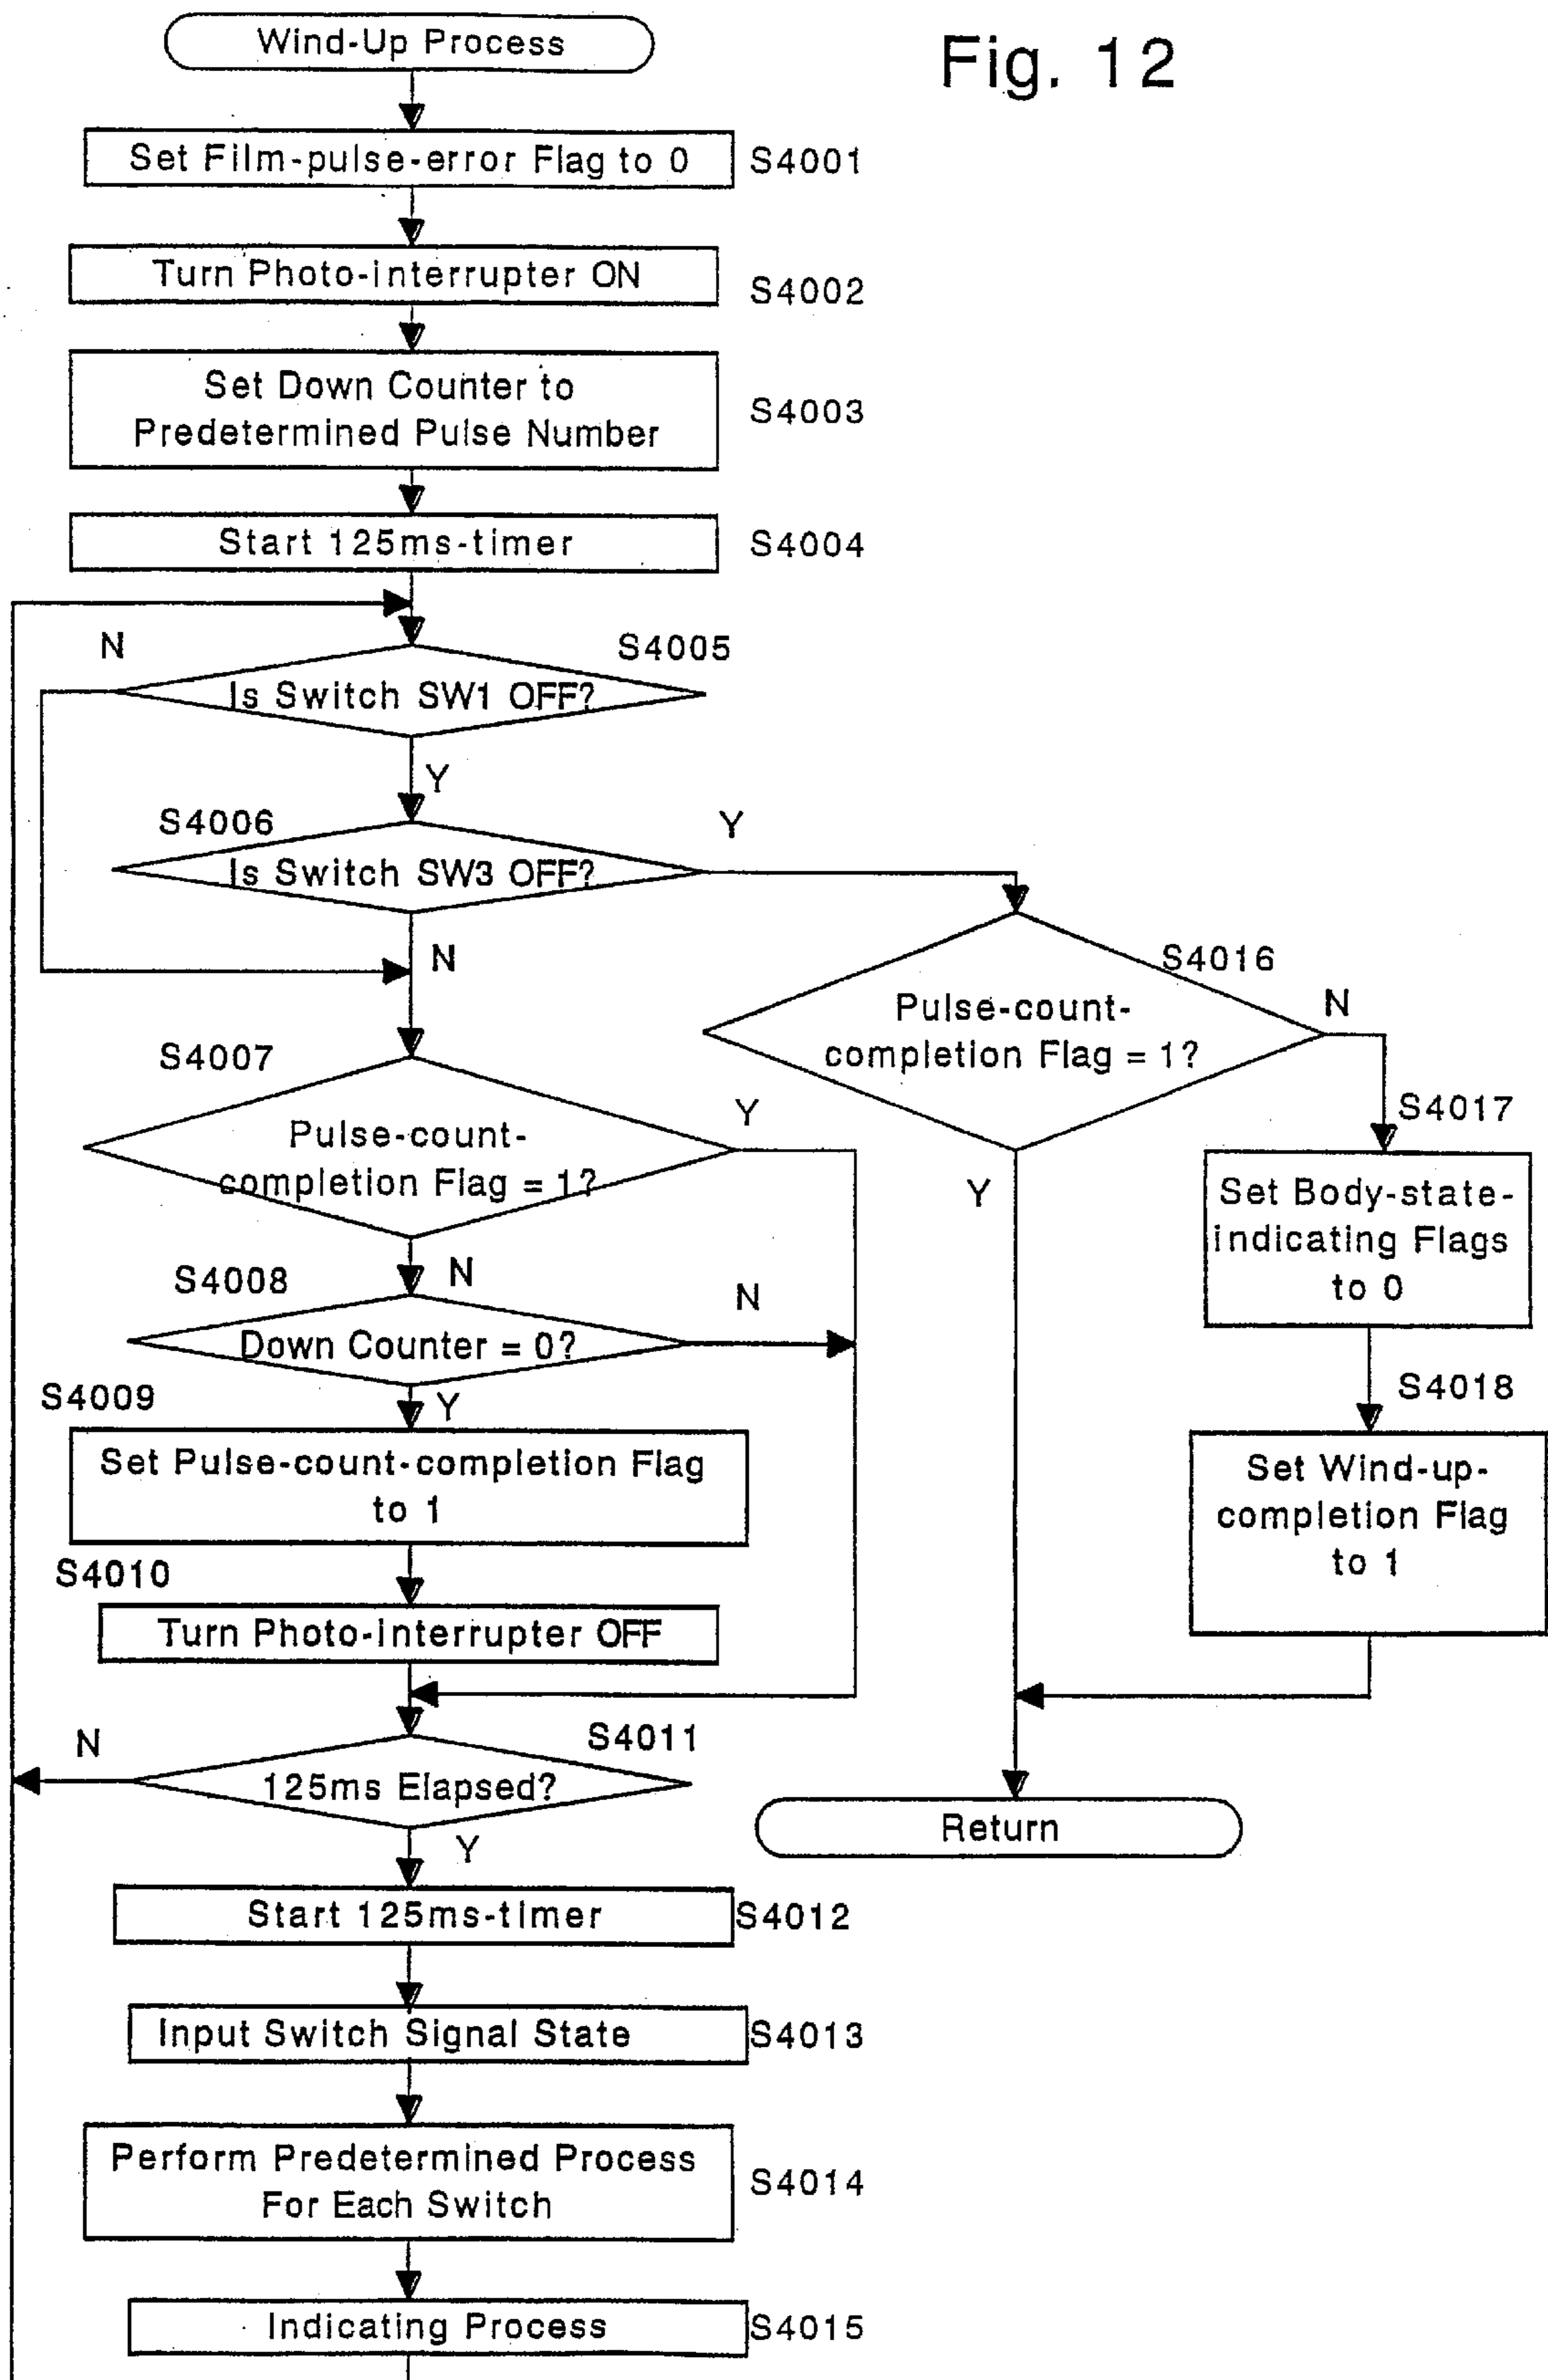 Wind-Up Process
Fig. 12
Set Film-pulse-error Flag to 0
S4001
Turn Photo-interrupter ON
S4002
Set Down Counter to
Predetermined Pulse Number
S4003
Start 125ms-timer
S4004
N
S4005
Is Switch SW1 OFF?
Y
S4006
Y
Is Switch SW3 OFF?
N
S4016
N
Pulse-count-
completion Flag = 1?
Y
S4007
Y
Pulse-count-
completion Flag = 1?
N
S4017
Set Body-state-
indicating Flags
to 0
S4008
N
Down Counter = 0?
Y
S4018
Set Wind-up-
completion Flag
to 1
S4009
Set Pulse-count-completion Flag
to 1
S4010
Turn Photo-interrupter OFF
N
S4011
125ms Elapsed?
Y
Return
Start 125ms-timer
S4012
Input Switch Signal State
S4013
Perform Predetermined Process
For Each Switch
S4014
Indicating Process
S4015